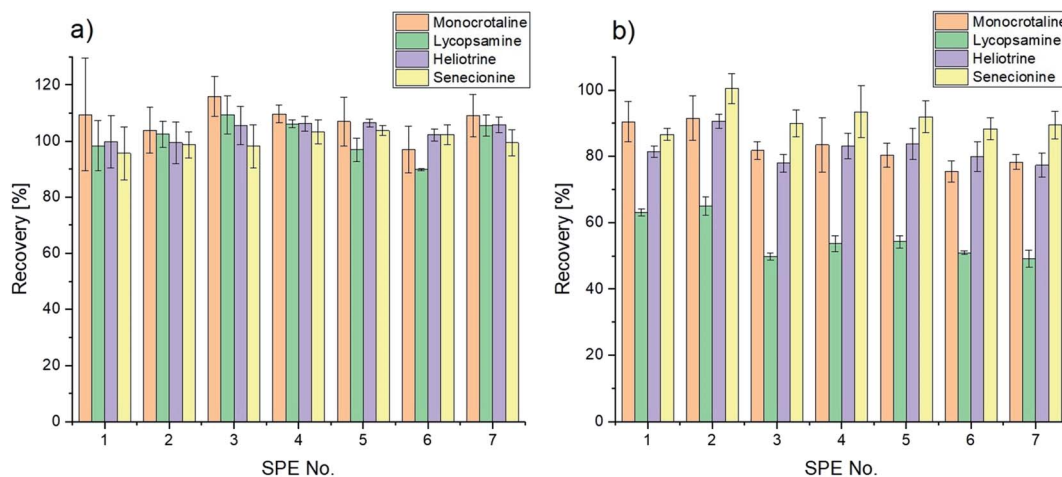 a)
Monocrotaline
Lycopsamine
Heliotrine
Senecionine
Recovery [%]
120
100
80
60
40
20
0
1 2 3 4 5 6 7
SPE No.
b)
Monocrotaline
Lycopsamine
Heliotrine
Senecionine
Recovery [%]
100
80
60
40
20
0
1 2 3 4 5 6 7
SPE No.